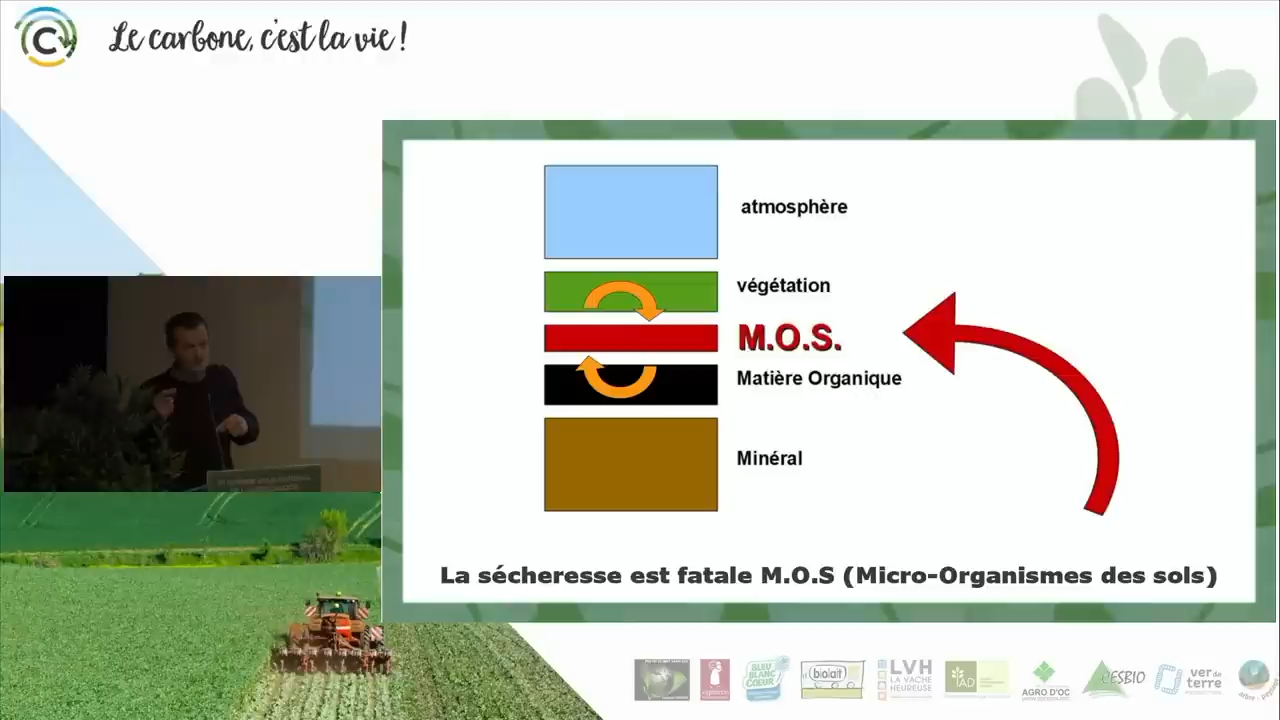 Le carbone, c'est la vie !
atmosphère
végétation
M.O.S.
Matière Organique
Minéral
La sécheresse est fatale M.O.S (Micro-Organismes des sols)
BLEU
BLANC
CŒUR
biolait
LVH
LA VACHE
HEUREUSE
IAD
AGRO D'OC
CESBIO
ver de
terre